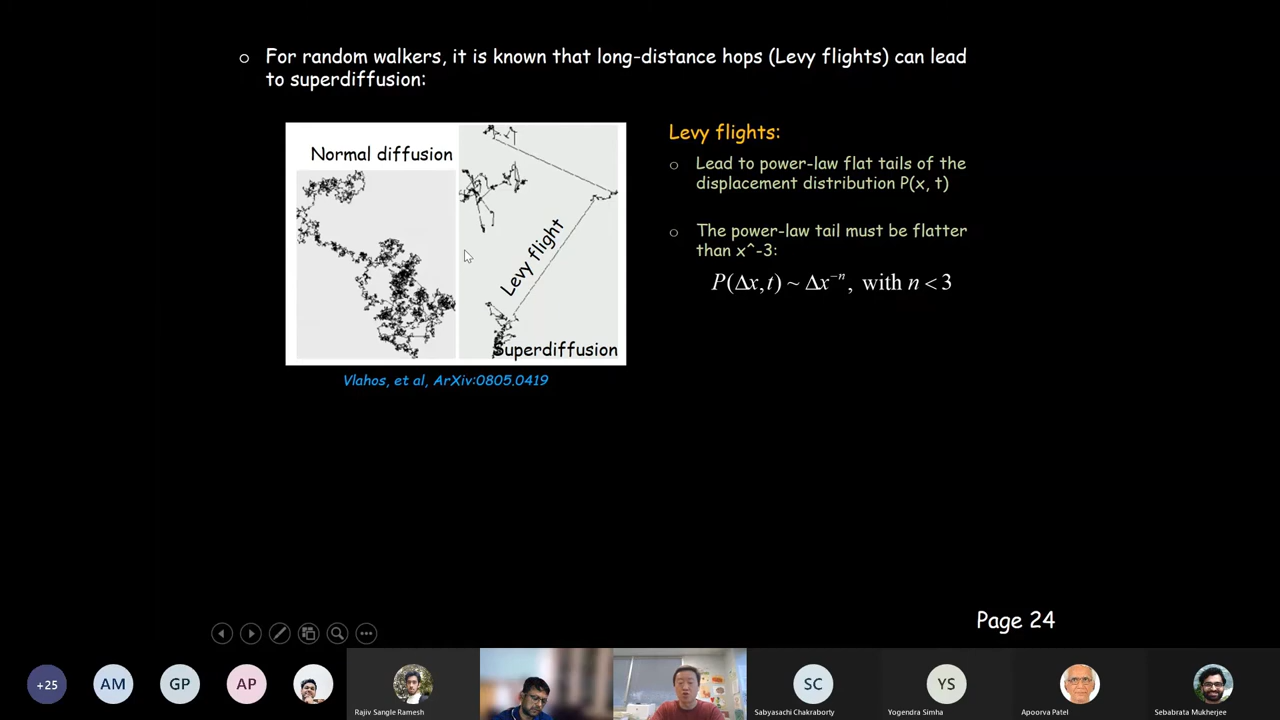 For random walkers, it is known that long-distance hops (Levy flights) can lead
to superdiffusion:
Normal diffusion
Levy flight
Superdiffusion
Vlahos, et al, ArXiv:0805.0419
Levy flights:
Lead to power-law flat tails of the
displacement distribution P(x, t)
The power-law tail must be flatter
than x^-3:
P(Δx,t) ~ Δx⁻ⁿ, with n < 3
Page 24
+25
AM
GP
AP
Rajiv Sangle Ramesh
SC
Sabyasachi Chakraborty
YS
Yogendra Simha
Apoorva Patel
Sebabrata Mukherjee